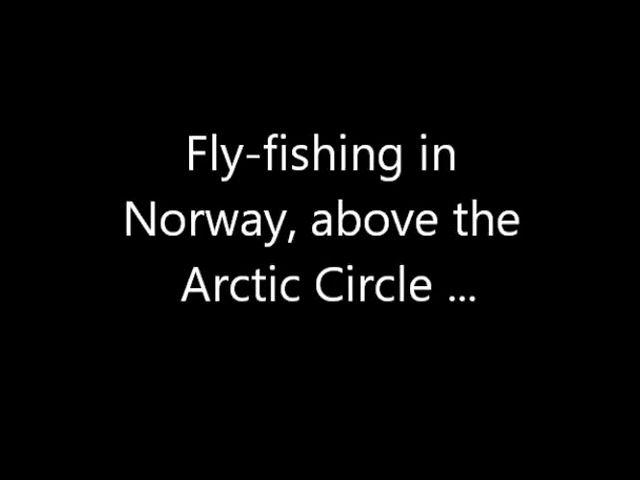 Fly-fishing in
Norway, above the
Arctic Circle ...